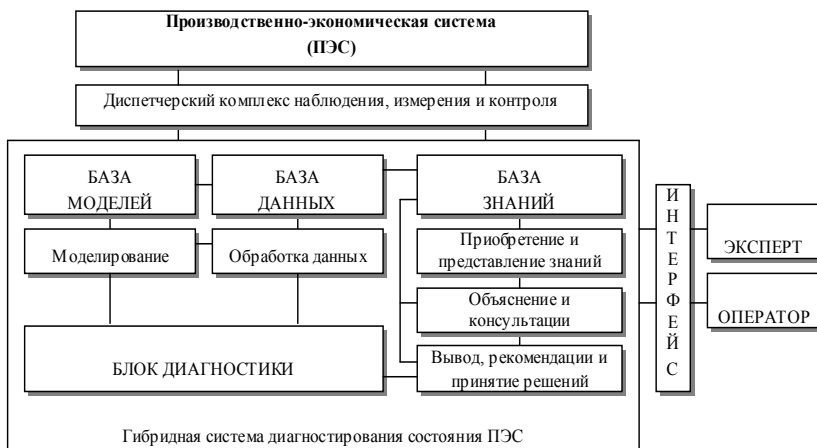 Производственно-экономическая система
(ПЭС)
Диспетчерский комплекс наблюдения, измерения и контроля
БАЗА
МОДЕЛЕЙ
БАЗА
ДАННЫХ
БАЗА
ЗНАНИЙ
Моделирование
Обработка данных
Приобретение и
представление знаний
Объяснение и
консультации
БЛОК ДИАГНОСТИКИ
Вывод, рекомендации и
принятие решений
Гибридная система диагностирования состояния ПЭС
И
Н
Т
Е
Р
Ф
Е
Й
С
ЭКСПЕРТ
ОПЕРАТОР